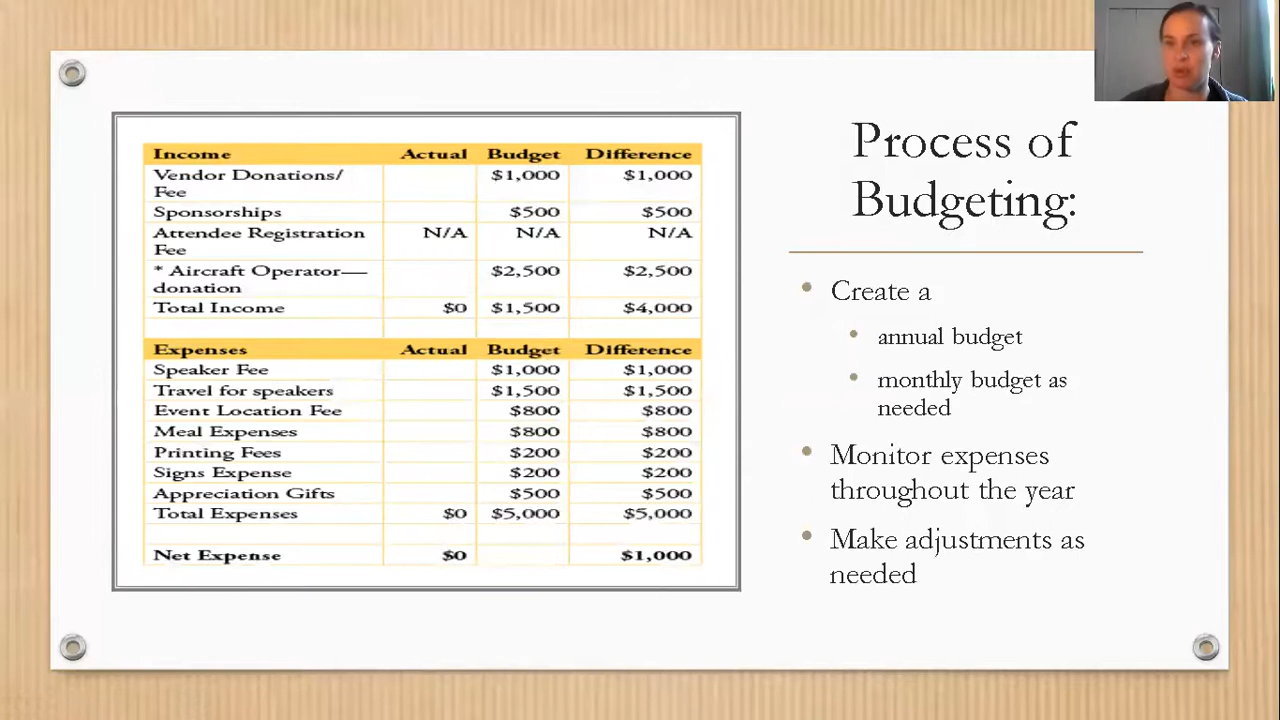 Process of
Budgeting:
Income Actual Budget Difference
Vendor Donations/ $1,000 $1,000
Fee
Sponsorships $500 $500
Attendee Registration N/A N/A N/A
Fee
* Aircraft Operator— $2,500 $2,500
donation
Total Income $0 $1,500 $4,000
Expenses Actual Budget Difference
Speaker Fee $1,000 $1,000
Travel for speakers $1,500 $1,500
Event Location Fee $800 $800
Meal Expenses $800 $800
Printing Fees $200 $200
Signs Expense $200 $200
Appreciation Gifts $500 $500
Total Expenses $0 $5,000 $5,000
Net Expense $0 $1,000
• Create a
• annual budget
• monthly budget as
needed
• Monitor expenses
throughout the year
• Make adjustments as
needed